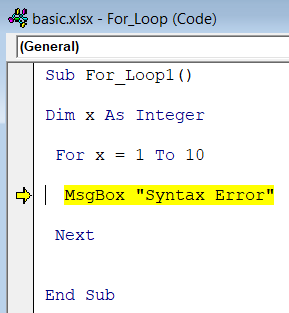 basic.xlsx - For_Loop (Code)
(General)
Sub For_Loop1()
Dim x As Integer
For x = 1 To 10
MsgBox "Syntax Error"
Next
End Sub